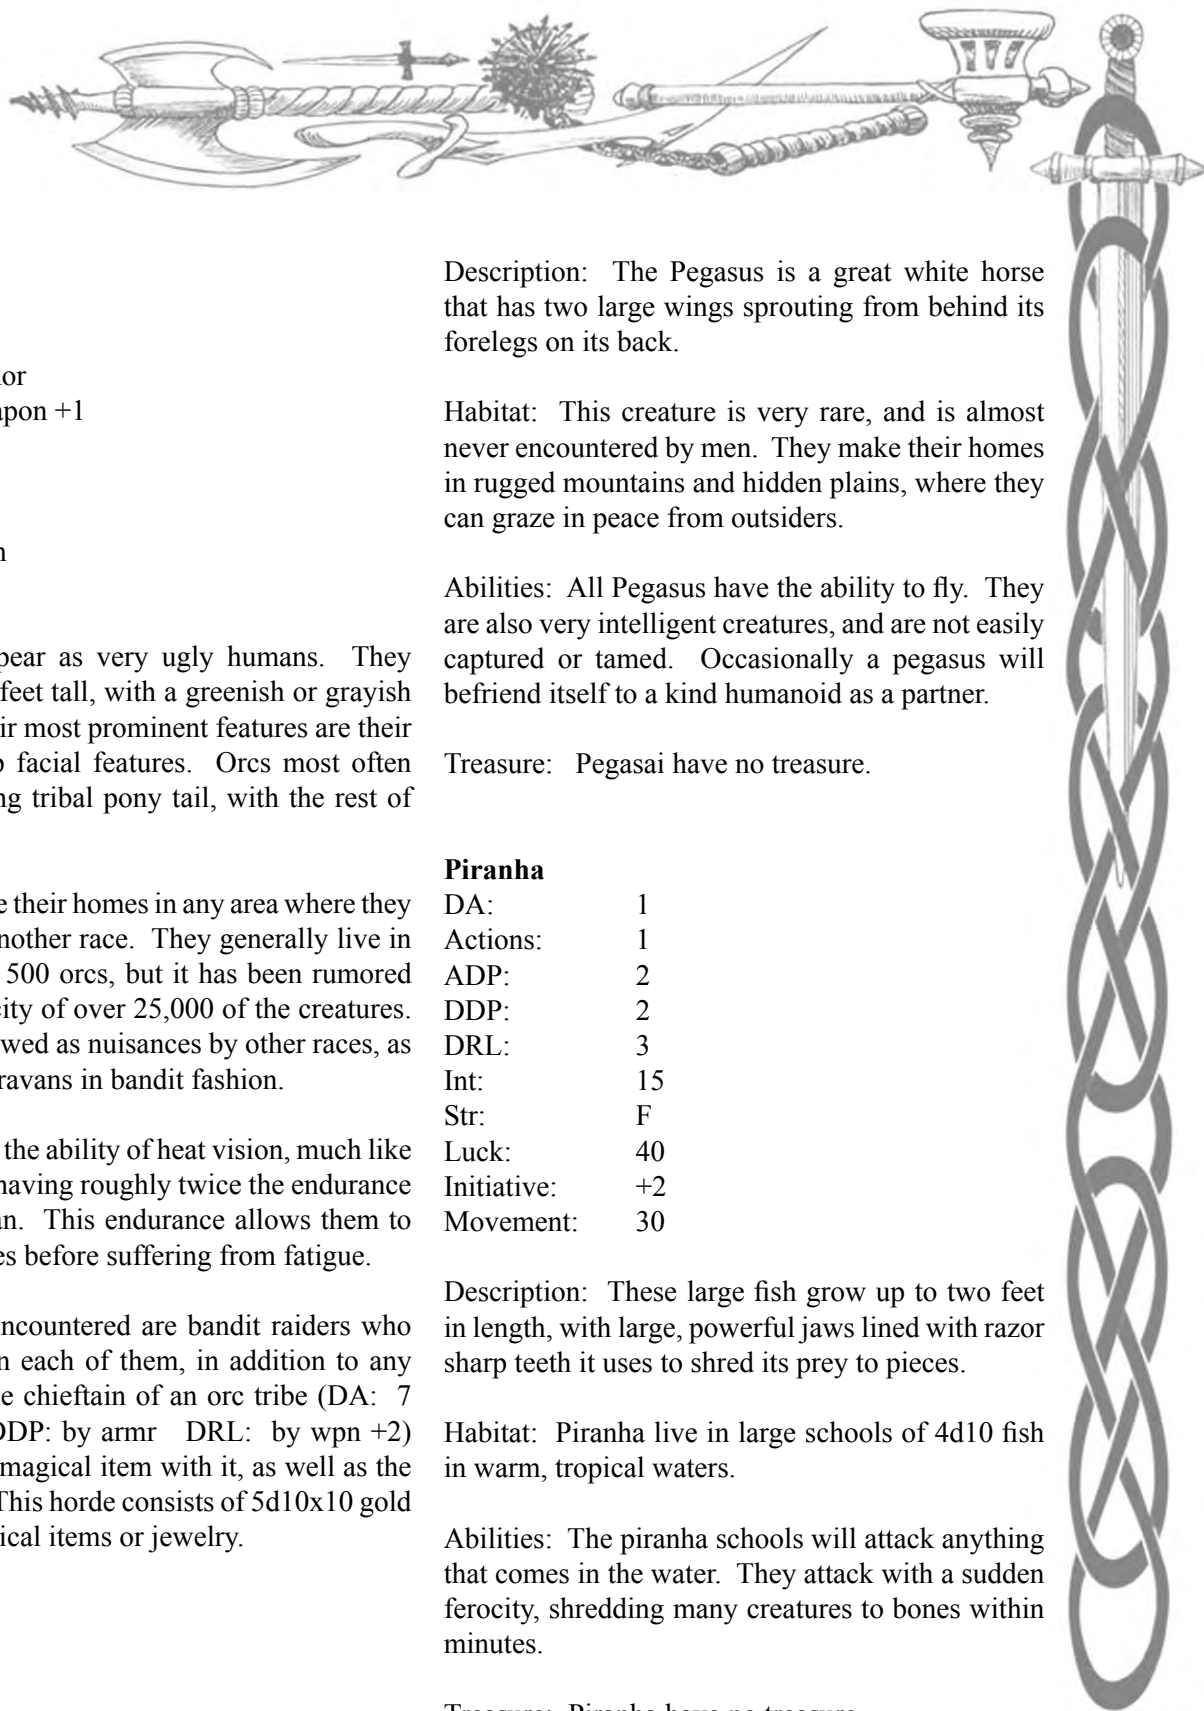 nor
apon +1
n
pear as very ugly humans. They
feet tall, with a greenish or grayish
ir most prominent features are their
p facial features. Orcs most often
ng tribal pony tail, with the rest of
e their homes in any area where they
nother race. They generally live in
500 orcs, but it has been rumored
city of over 25,000 of the creatures.
wed as nuisances by other races, as
ravans in bandit fashion.
the ability of heat vision, much like
having roughly twice the endurance
an. This endurance allows them to
es before suffering from fatigue.
ncountered are bandit raiders who
n each of them, in addition to any
e chieftain of an orc tribe (DA: 7
DDP: by armr DRL: by wpn +2)
magical item with it, as well as the
This horde consists of 5d10x10 gold
ical items or jewelry.
Description: The Pegasus is a great white horse
that has two large wings sprouting from behind its
forelegs on its back.
Habitat: This creature is very rare, and is almost
never encountered by men. They make their homes
in rugged mountains and hidden plains, where they
can graze in peace from outsiders.
Abilities: All Pegasus have the ability to fly. They
are also very intelligent creatures, and are not easily
captured or tamed. Occasionally a pegasus will
befriend itself to a kind humanoid as a partner.
Treasure: Pegasai have no treasure.
Piranha
DA: 1
Actions: 1
ADP: 2
DDP: 2
DRL: 3
Int: 15
Str: F
Luck: 40
Initiative: +2
Movement: 30
Description: These large fish grow up to two feet
in length, with large, powerful jaws lined with razor
sharp teeth it uses to shred its prey to pieces.
Habitat: Piranha live in large schools of 4d10 fish
in warm, tropical waters.
Abilities: The piranha schools will attack anything
that comes in the water. They attack with a sudden
ferocity, shredding many creatures to bones within
minutes.
Treasure: Piranha have no treasure.